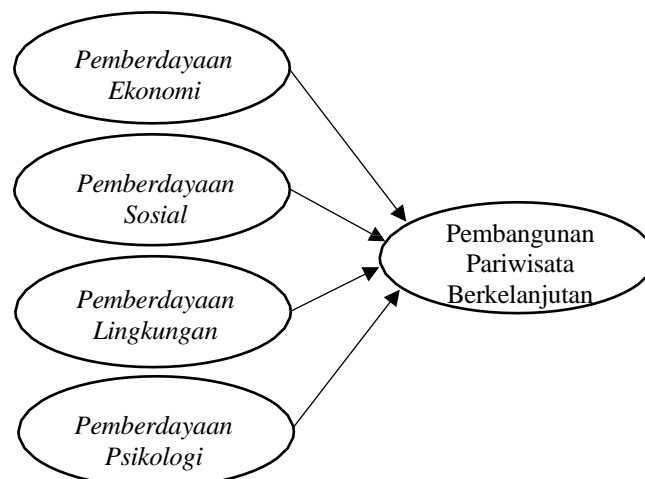 Pemberdayaan
Ekonomi
Pemberdayaan
Sosial
Pemberdayaan
Lingkungan
Pemberdayaan
Psikologi
Pembangunan
Pariwisata
Berkelanjutan